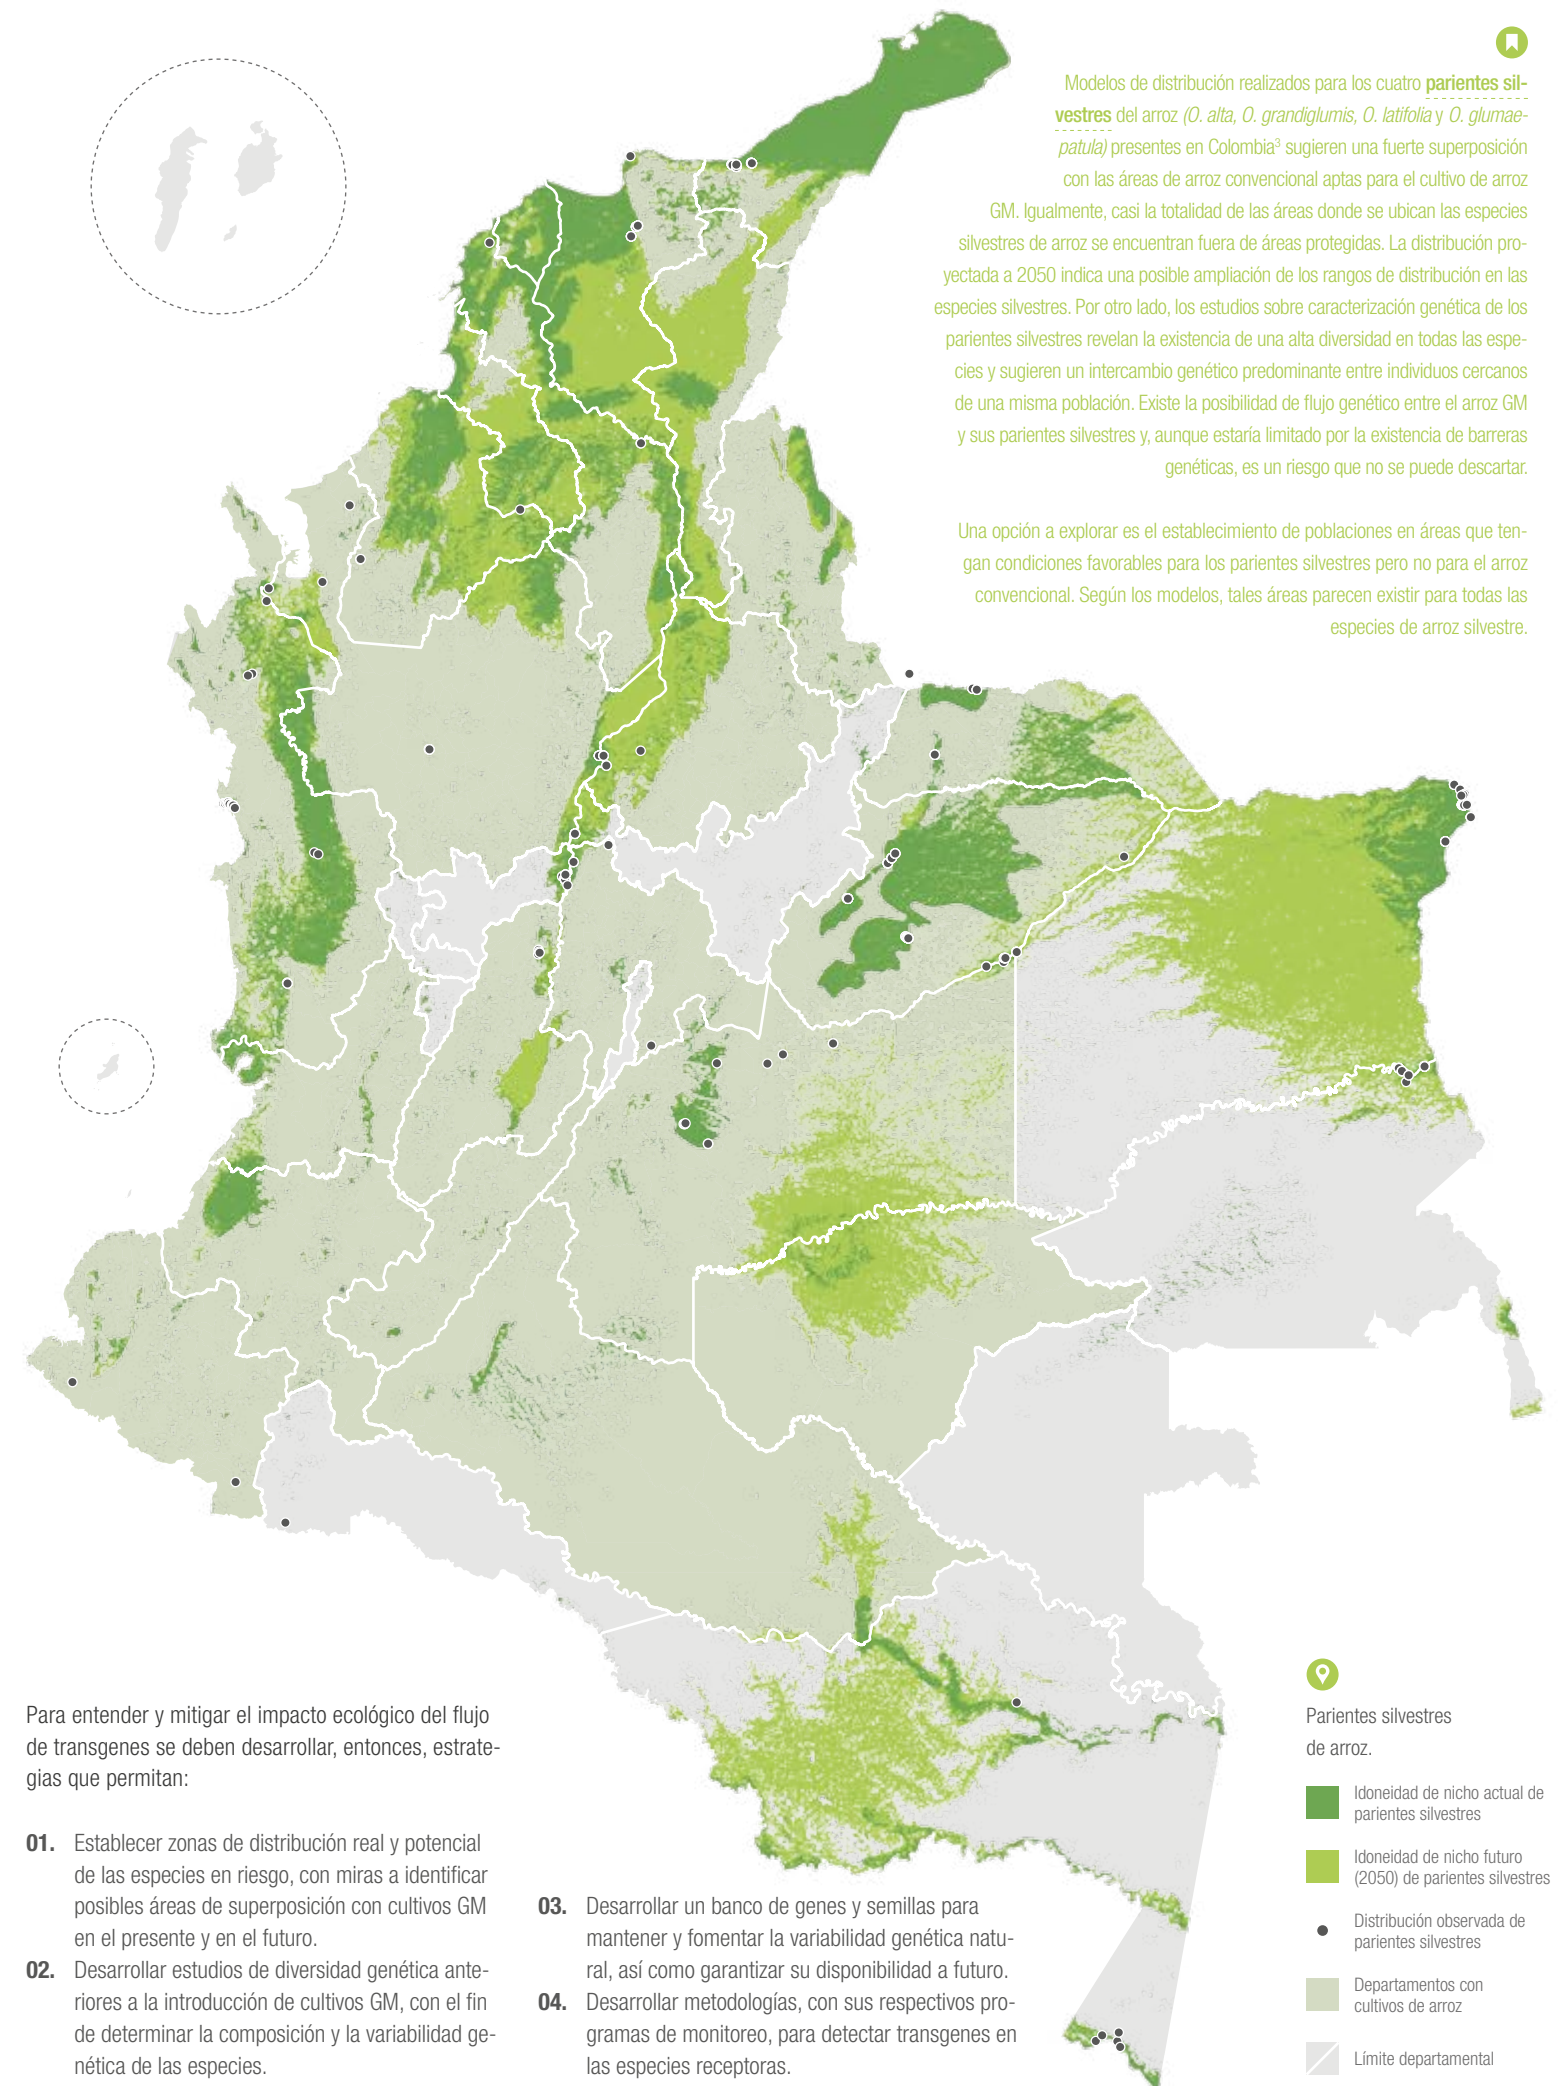 Modelos de distribución realizados para los cuatro parientes sil-
vestres del arroz (O. alta, O. grandiglumis, O. latifolia y O. glumae-
patula) presentes en Colombia³ sugieren una fuerte superposición
con las áreas de arroz convencional aptas para el cultivo de arroz
GM. Igualmente, casi la totalidad de las áreas donde se ubican las especies
silvestres de arroz se encuentran fuera de áreas protegidas. La distribución pro-
yectada a 2050 indica una posible ampliación de los rangos de distribución en las
especies silvestres. Por otro lado, los estudios sobre caracterización genética de los
parientes silvestres revelan la existencia de una alta diversidad en todas las espe-
cies y sugieren un intercambio genético predominante entre individuos cercanos
de una misma población. Existe la posibilidad de flujo genético entre el arroz GM
y sus parientes silvestres y, aunque estaría limitado por la existencia de barreras
genéticas, es un riesgo que no se puede descartar.
Una opción a explorar es el establecimiento de poblaciones en áreas que ten-
gan condiciones favorables para los parientes silvestres pero no para el arroz
convencional. Según los modelos, tales áreas parecen existir para todas las
especies de arroz silvestre.
Para entender y mitigar el impacto ecológico del flujo
de transgenes se deben desarrollar, entonces, estrate-
gias que permitan:
01. Establecer zonas de distribución real y potencial
de las especies en riesgo, con miras a identificar
posibles áreas de superposición con cultivos GM
en el presente y en el futuro.
02. Desarrollar estudios de diversidad genética ante-
riores a la introducción de cultivos GM, con el fin
de determinar la composición y la variabilidad ge-
nética de las especies.
03. Desarrollar un banco de genes y semillas para
mantener y fomentar la variabilidad genética natu-
ral, así como garantizar su disponibilidad a futuro.
04. Desarrollar metodologías, con sus respectivos pro-
gramas de monitoreo, para detectar transgenes en
las especies receptoras.
Parientes silvestres
de arroz.
Idoneidad de nicho actual de
parientes silvestres
Idoneidad de nicho futuro
(2050) de parientes silvestres
Distribución observada de
parientes silvestres
Departamentos con
cultivos de arroz
Límite departamental